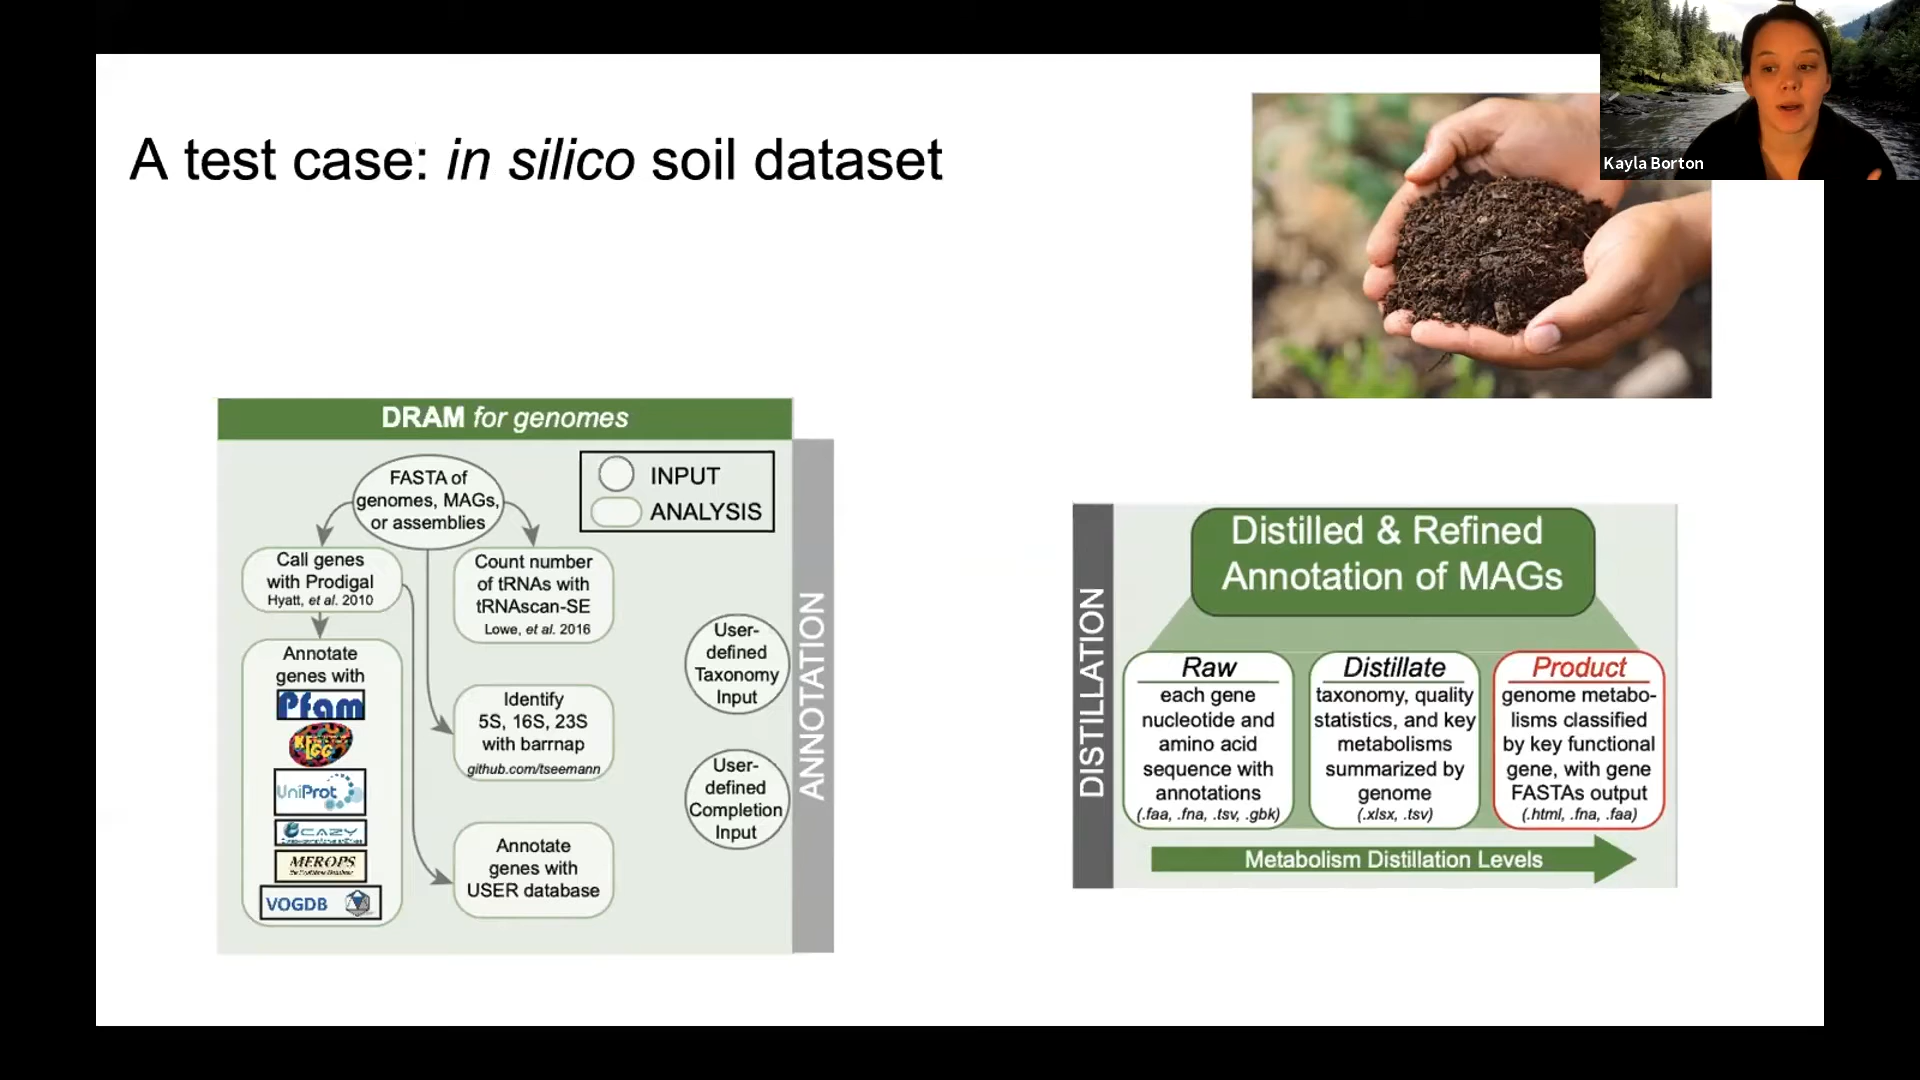 Kayla Borton
A test case: in silico soil dataset
DRAM for genomes
FASTA of
genomes, MAGs,
or assemblies
INPUT
ANALYSIS
Call genes
with Prodigal
Hyatt, et al. 2010
Count number
of tRNAs with
tRNAscan-SE
Lowe, et al. 2016
Annotate
genes with
Pfam
KEGG
UniProt
CAZY
MEROPS
VOGDB
Identify
5S, 16S, 23S
with barrnap
github.com/tseemann
Annotate
genes with
USER database
User-
defined
Taxonomy
Input
User-
defined
Completion
Input
ANNOTATION
DISTILLATION
Distilled & Refined
Annotation of MAGs
Raw
each gene
nucleotide and
amino acid
sequence with
annotations
(.faa, .fna, .tsv, .gbk)
Distillate
taxonomy, quality
statistics, and key
metabolisms
summarized by
genome
(.xlsx, .tsv)
Product
genome metabo-
lisms classified
by key functional
gene, with gene
FASTAs output
(.html, .fna, .faa)
Metabolism Distillation Levels